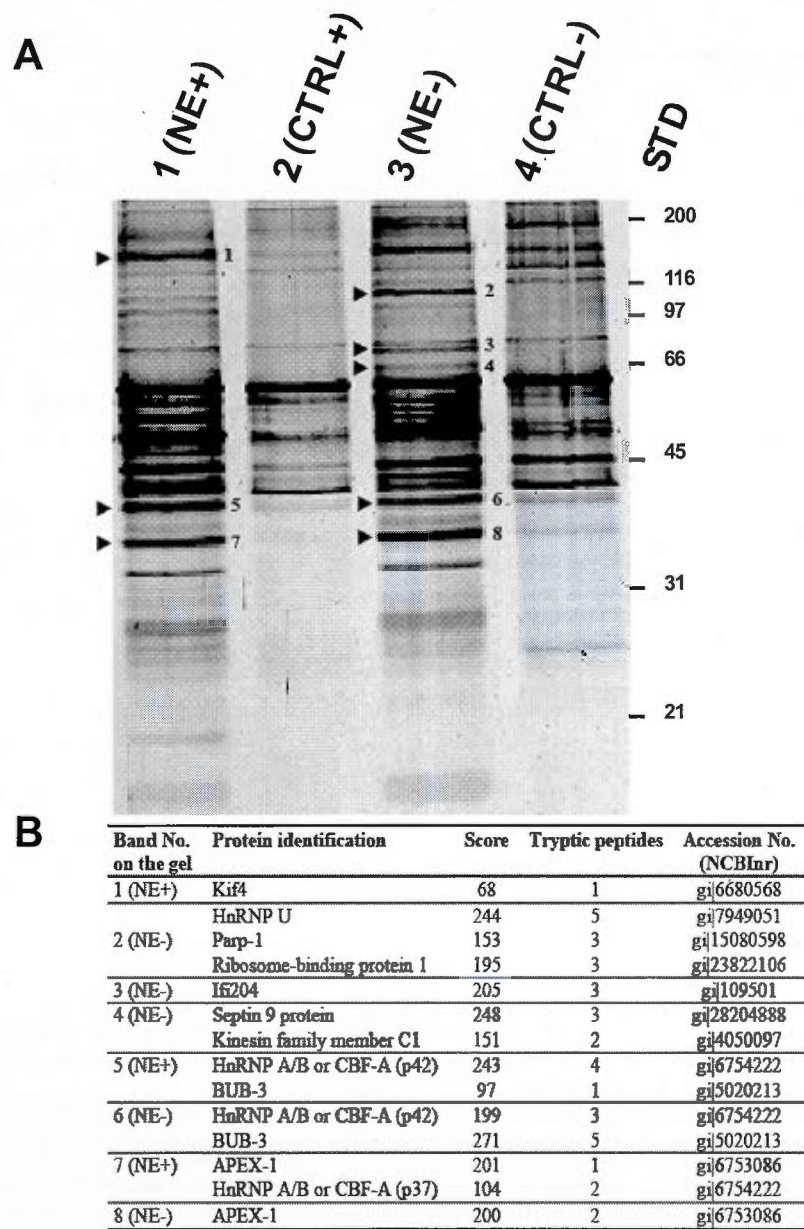 A
1 (NE+) 2 (CTRL+) 3 (NE-) 4 (CTRL-) STD
200
1
116
2
97
3
66
4
45
5 6
7 8
31
21
B
Band No. on the gel Protein identification Score Tryptic peptides Accession No. (NCBInr)
1 (NE+) Kif4 68 1 gi|6680568
HnRNP U 244 5 gi|7949051
2 (NE-) Parp-1 153 3 gi|15080598
Ribosome-binding protein 1 195 3 gi|23822106
3 (NE-) Ifi204 205 3 gi|109501
4 (NE-) Septin 9 protein 248 3 gi|28204888
Kinesin family member C1 151 2 gi|4050097
5 (NE+) HnRNP A/B or CBF-A (p42) 243 4 gi|6754222
BUB-3 97 1 gi|5020213
6 (NE-) HnRNP A/B or CBF-A (p42) 199 3 gi|6754222
BUB-3 271 5 gi|5020213
7 (NE+) APEX-1 201 1 gi|6753086
HnRNP A/B or CBF-A (p37) 104 2 gi|6754222
8 (NE-) APEX-1 200 2 gi|6753086